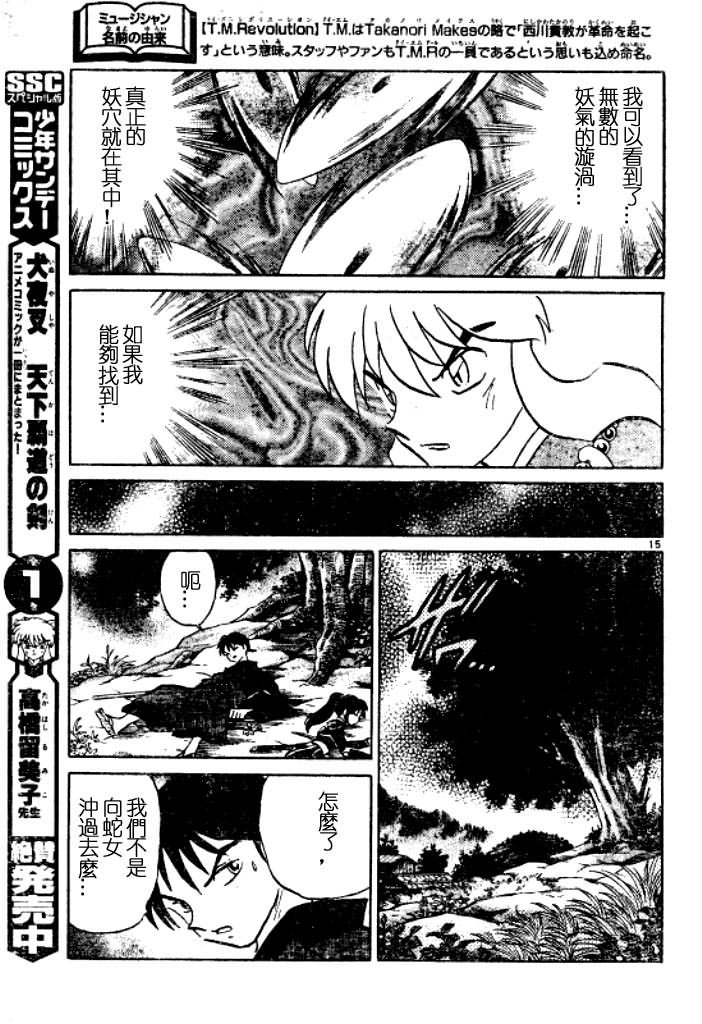 ミュージシャン
名前の由来
【T.M.Revolution】T.M.はTakanori Makesの略で「西川貴教が革命を起こ
す」という意味。スタッフやファンもT.M.Rの一員であるという思いも込め命名。
我可以看到了…
無數的
妖氣的漩渦…
真正的
妖穴就在其中！
如果我
能夠找到…
15
呃…
怎麼了，
我們不是
向蛇女
沖過去麼…
SSC
スペシャル版
少年サンデー
コミックス
犬夜叉 天下覇道の剣
アニメコミックが一冊にまとまった！
1
高橋留美子
先生
絶賛
発売中